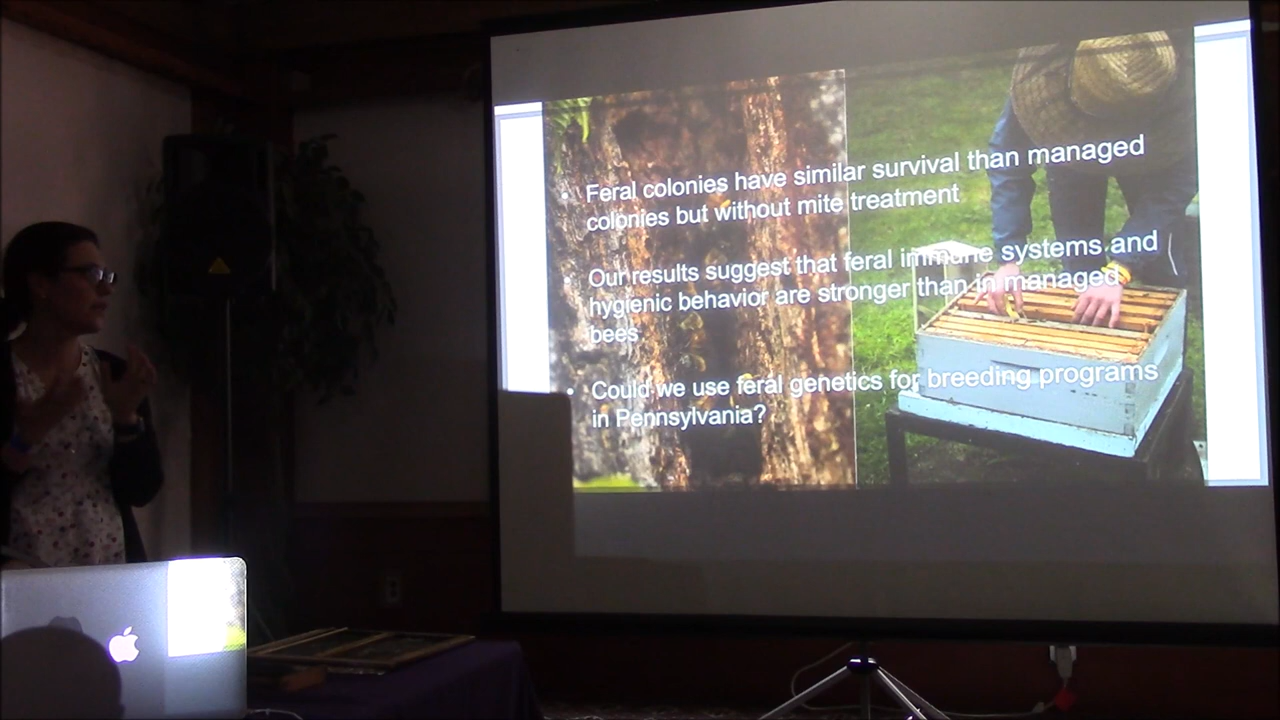 • Feral colonies have similar survival than managed
colonies but without mite treatment
• Our results suggest that feral immune systems and
hygienic behavior are stronger than in managed
bees
• Could we use feral genetics for breeding programs
in Pennsylvania?